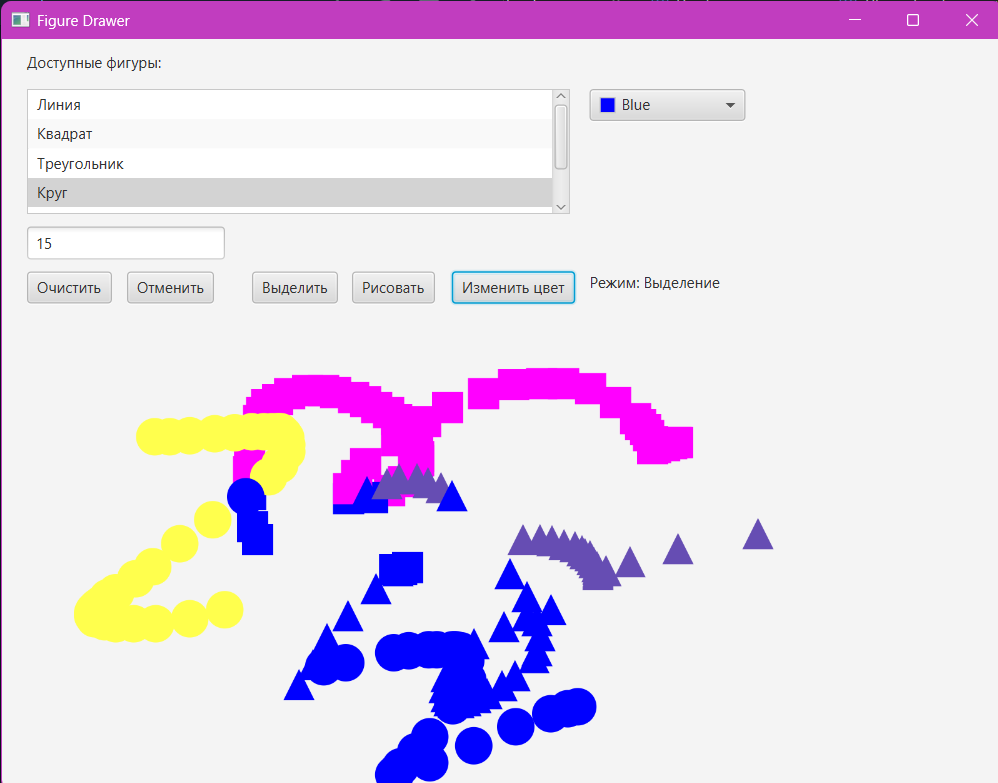 Figure Drawer
Доступные фигуры:
Линия
Blue
Квадрат
Треугольник
Круг
15
Очистить
Отменить
Выделить
Рисовать
Изменить цвет
Режим: Выделение